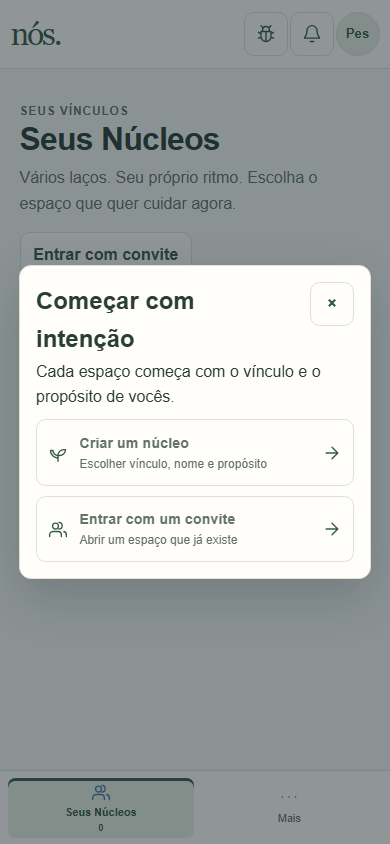 nós.
Pes
SEUS VÍNCULOS
Seus Núcleos
Vários laços. Seu próprio ritmo. Escolha o
espaço que quer cuidar agora.
Entrar com convite
Começar com
intenção
×
Cada espaço começa com o vínculo e o
propósito de vocês.
Criar um núcleo
Escolher vínculo, nome e propósito
Entrar com um convite
Abrir um espaço que já existe
Seus Núcleos
0
...
Mais